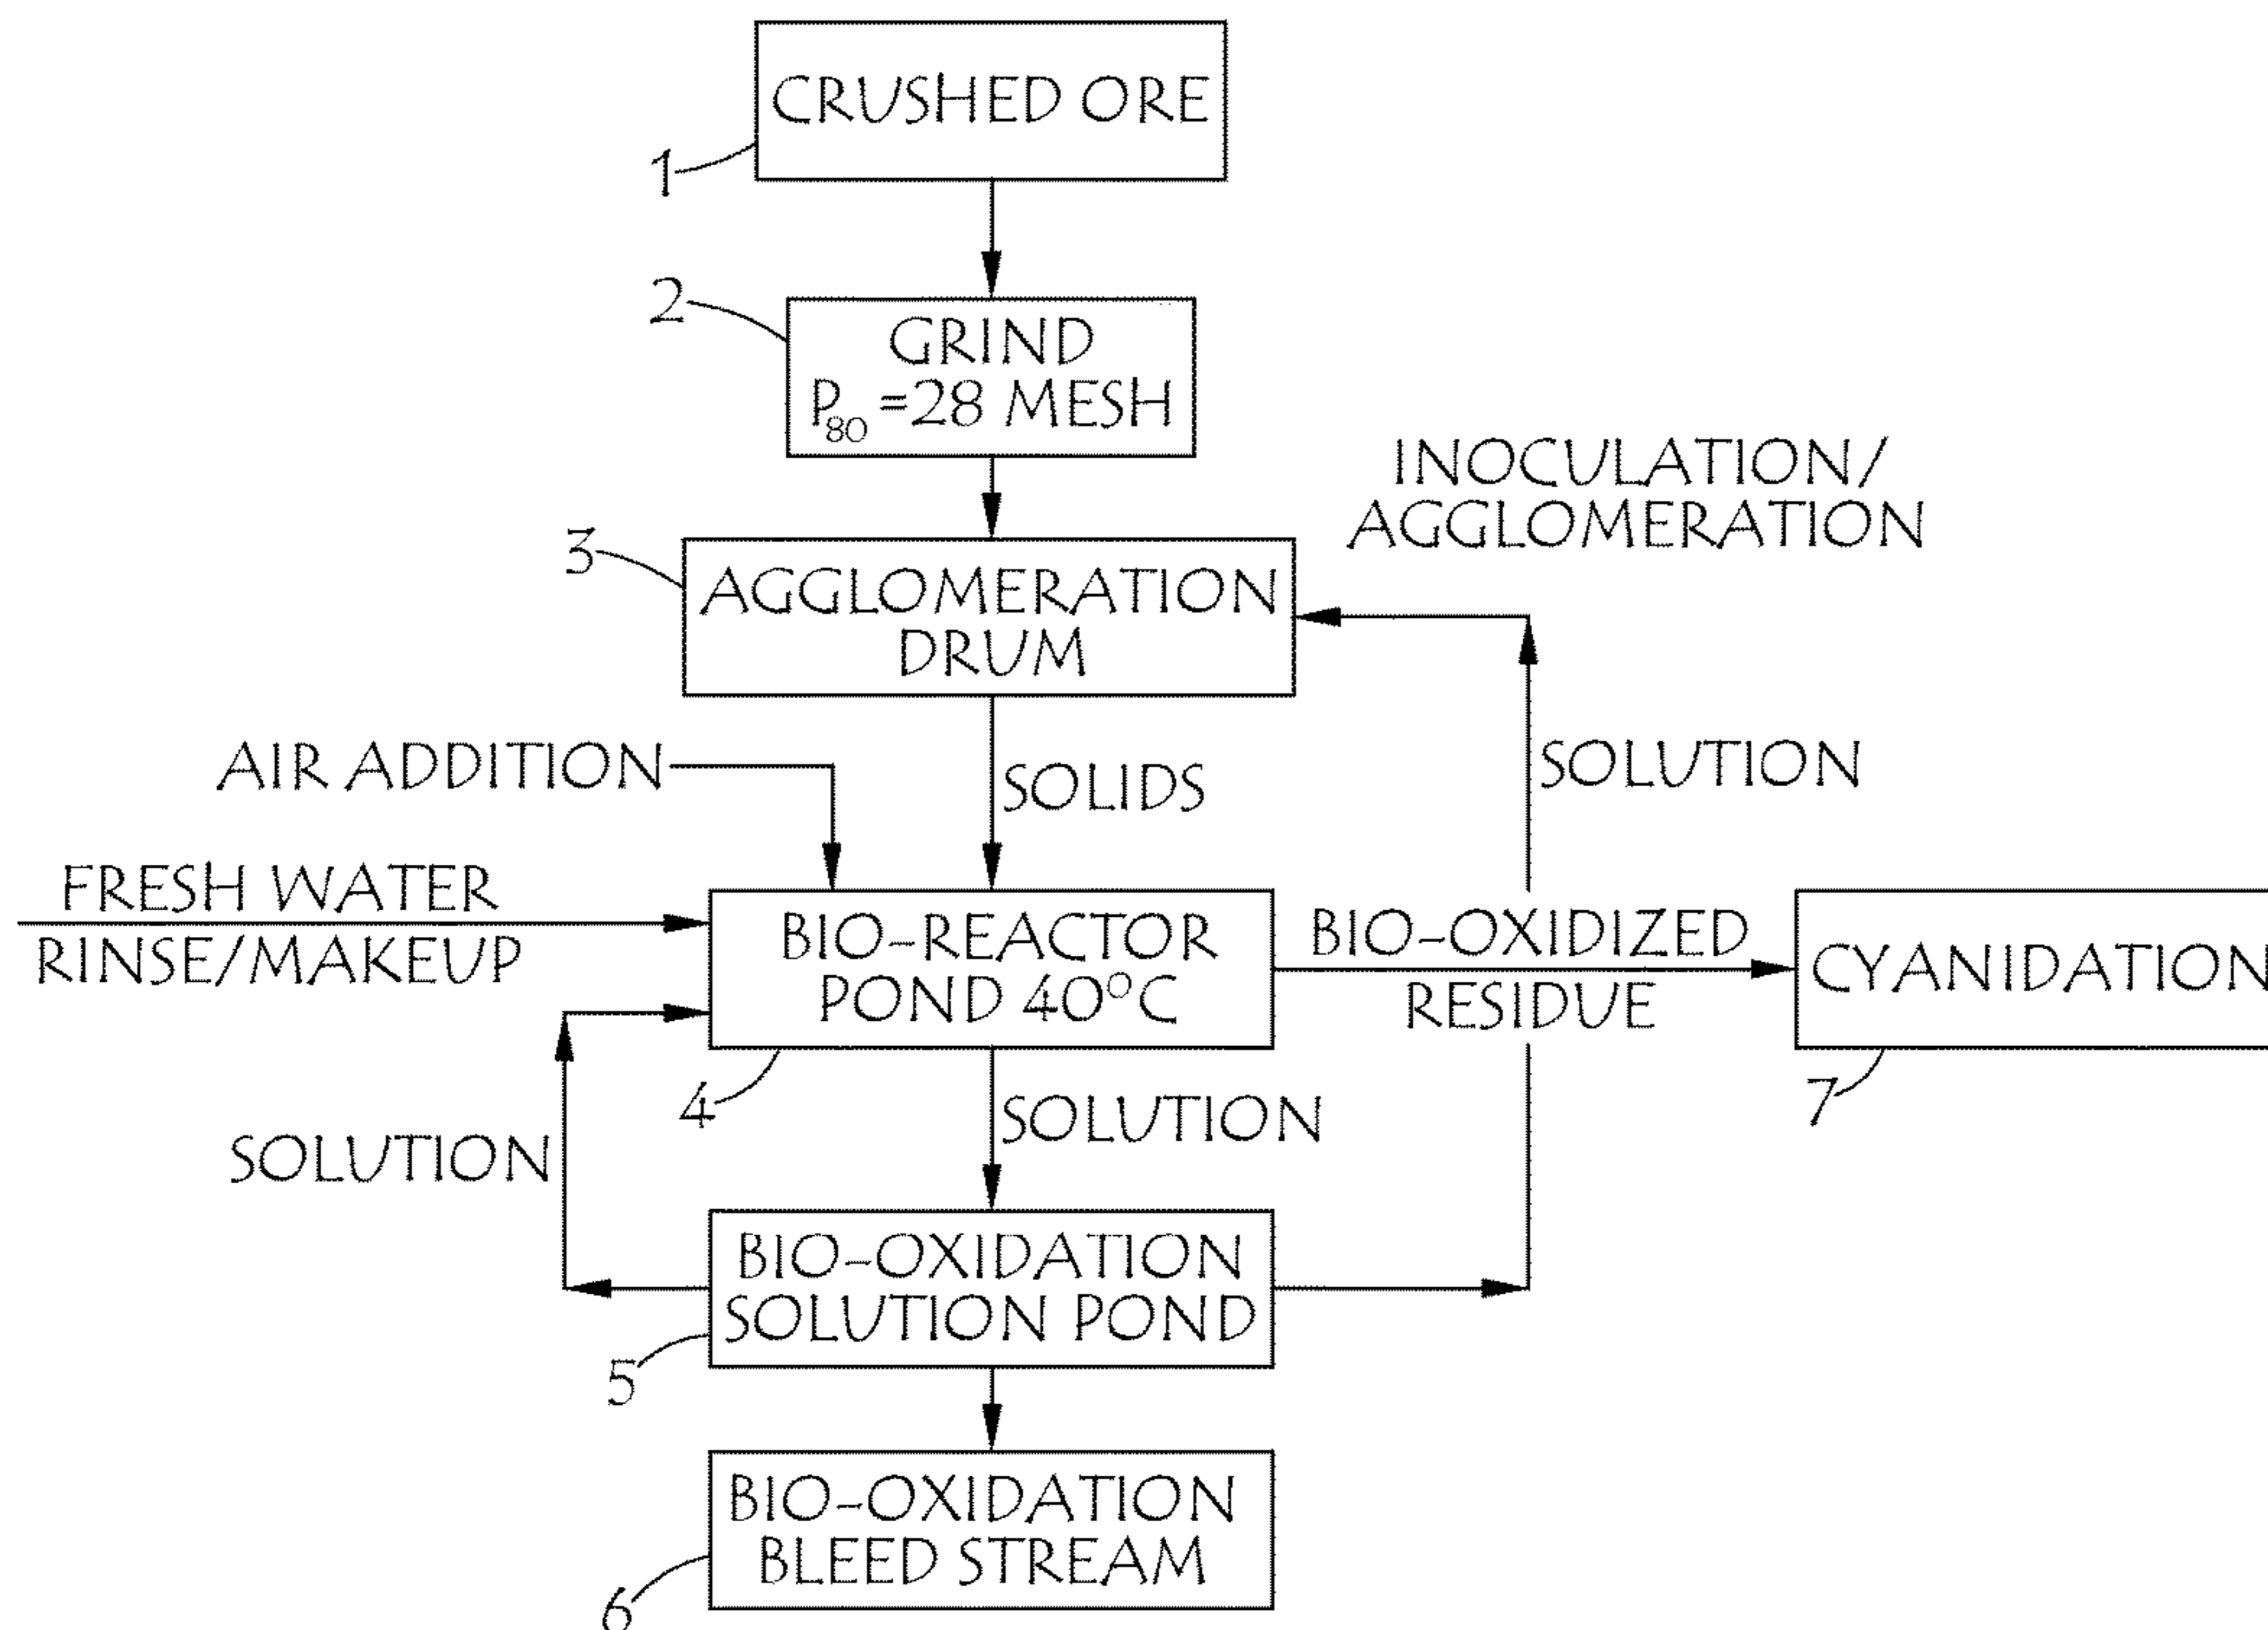 CRUSHED ORE
1
2
GRIND
P80 =28 MESH
INOCULATION/
AGGLOMERATION
3
AGGLOMERATION
DRUM
AIR ADDITION
SOLIDS
SOLUTION
FRESH WATER
RINSE/MAKEUP
BIO-REACTOR
POND 40°C
BIO-OXIDIZED
RESIDUE
CYANIDATION
4
7
SOLUTION
SOLUTION
BIO-OXIDATION
SOLUTION POND
5
BIO-OXIDATION
BLEED STREAM
6